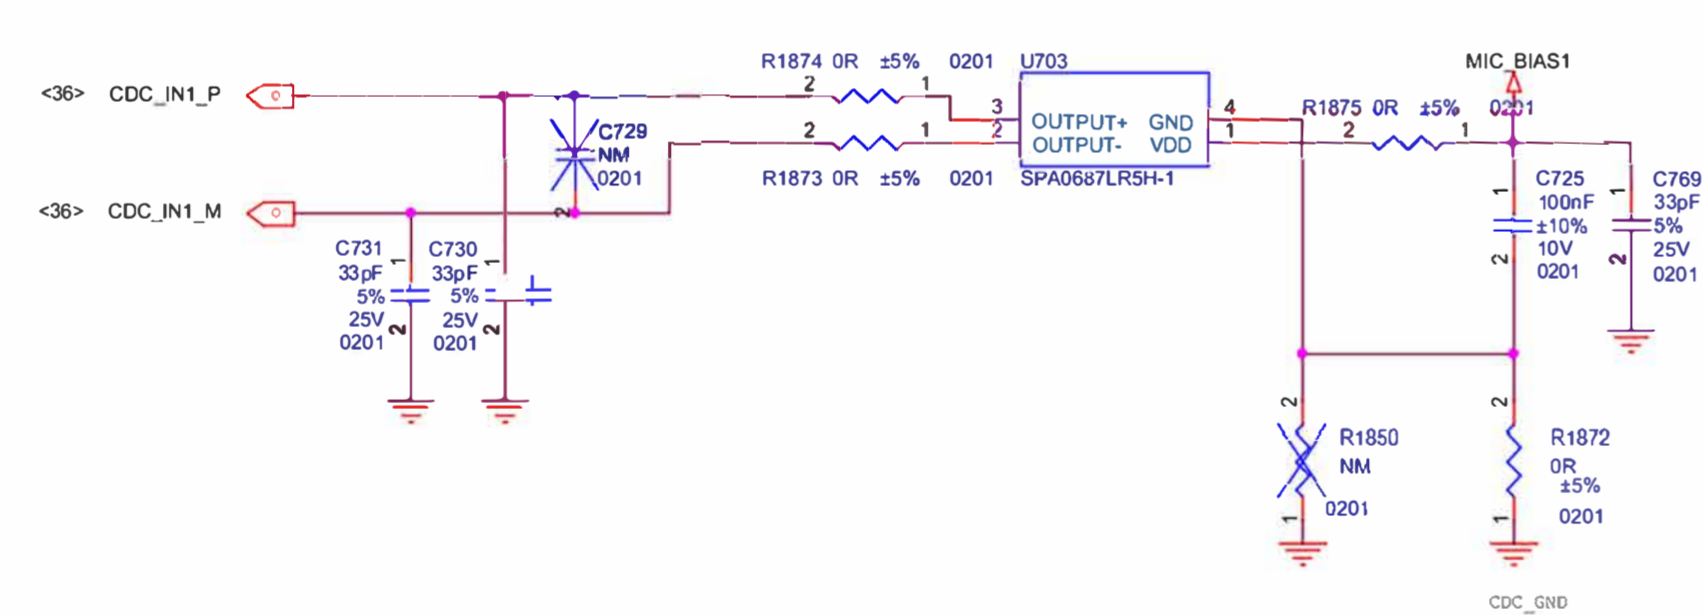 R1874 0R ±5% 0201 U703
MIC_BIAS1
<36> CDC_IN1_P
2 1
3 OUTPUT+ GND 4
R1875 0R ±5% 0201
2 1
2 OUTPUT- VDD 1
2 1
C729
NM
0201
2
R1873 0R ±5% 0201 SPA0687LR5H-1
<36> CDC_IN1_M
C731
33pF
5%
25V
0201
1
2
C730
33pF
5%
25V
0201
1
2
C725
100nF
±10%
10V
0201
1
2
C769
33pF
5%
25V
0201
1
2
2
R1850
NM
0201
1
2
R1872
0R
±5%
0201
1
CDC_GND